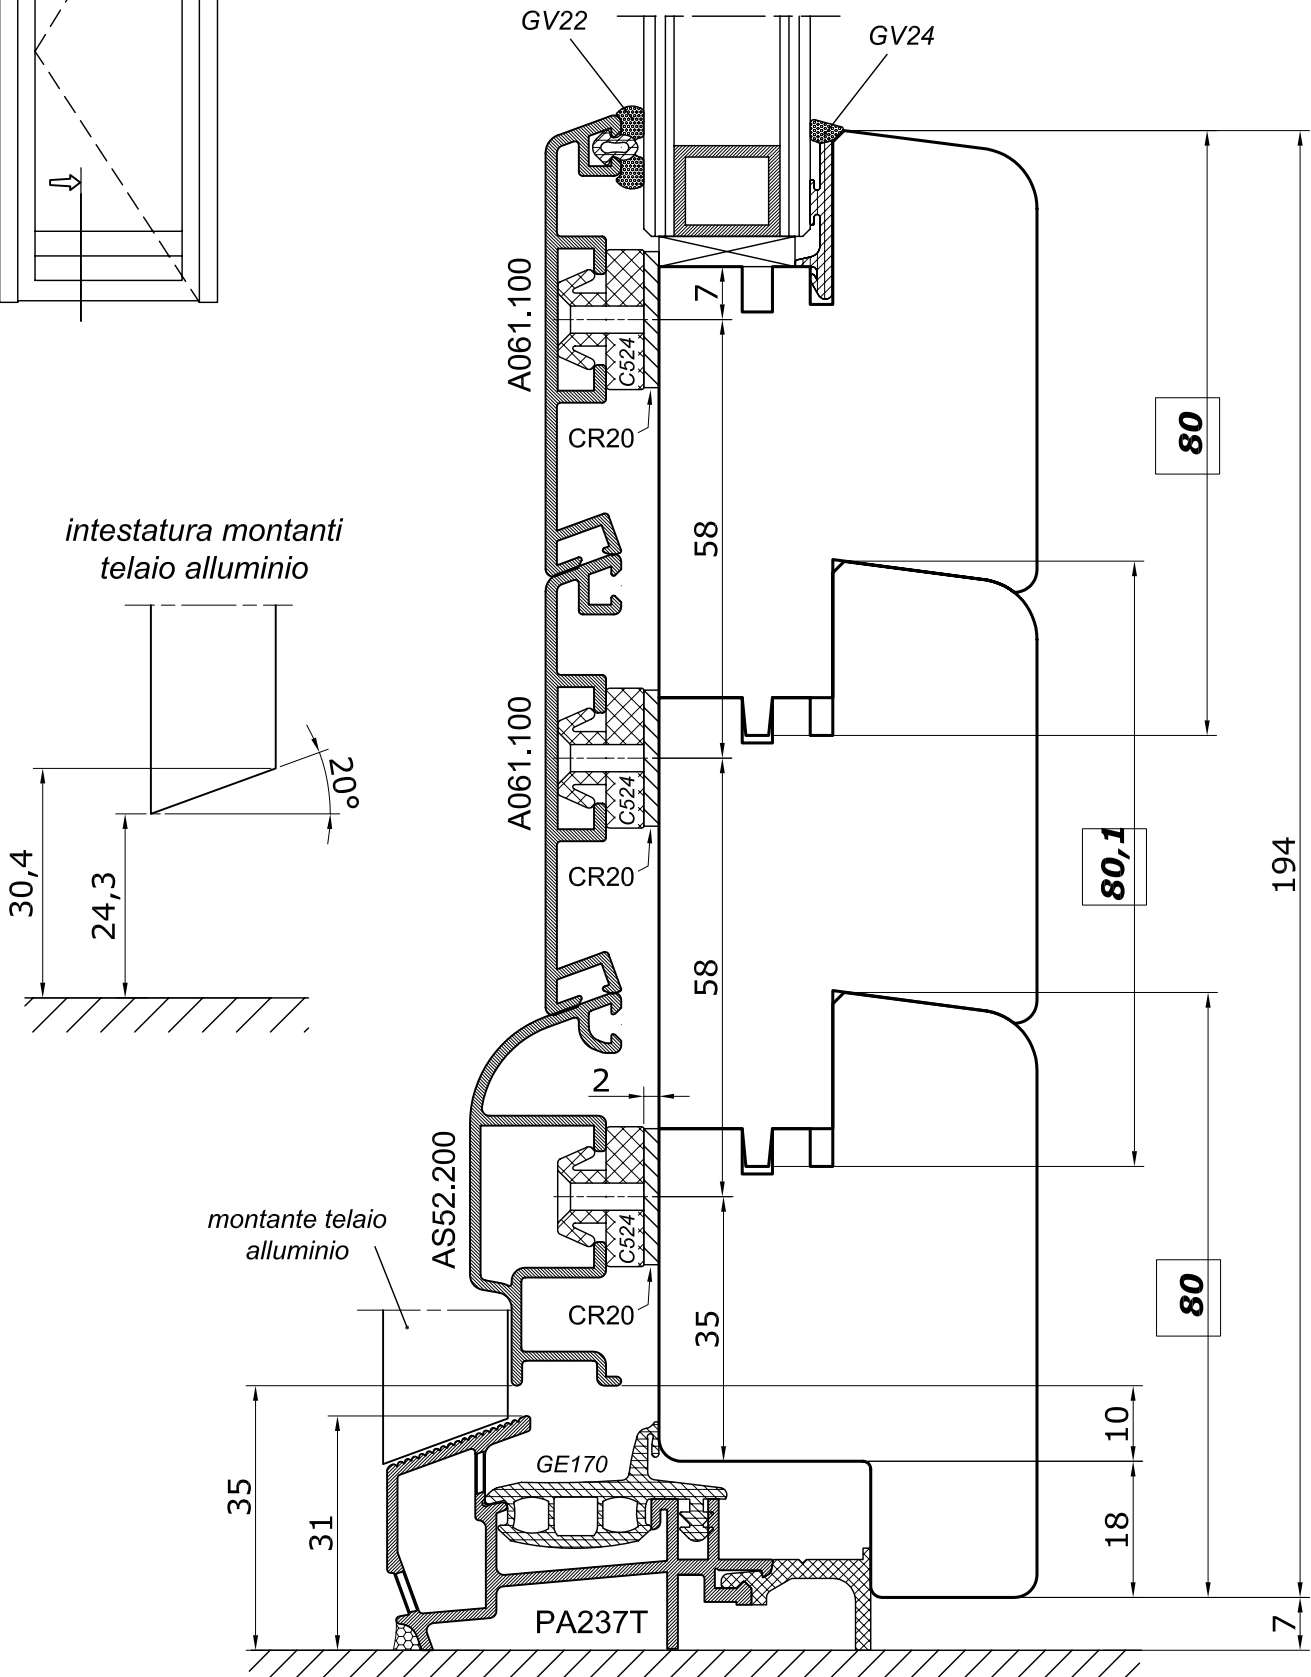 GV22
GV24
A061.100
7
C524
CR20
80
intestatura montanti
telaio alluminio
58
20°
30,4
24,3
A061.100
C524
CR20
80,1
194
58
2
AS52.200
montante telaio
alluminio
C524
CR20
35
80
10
GE170
35
31
18
PA237T
7